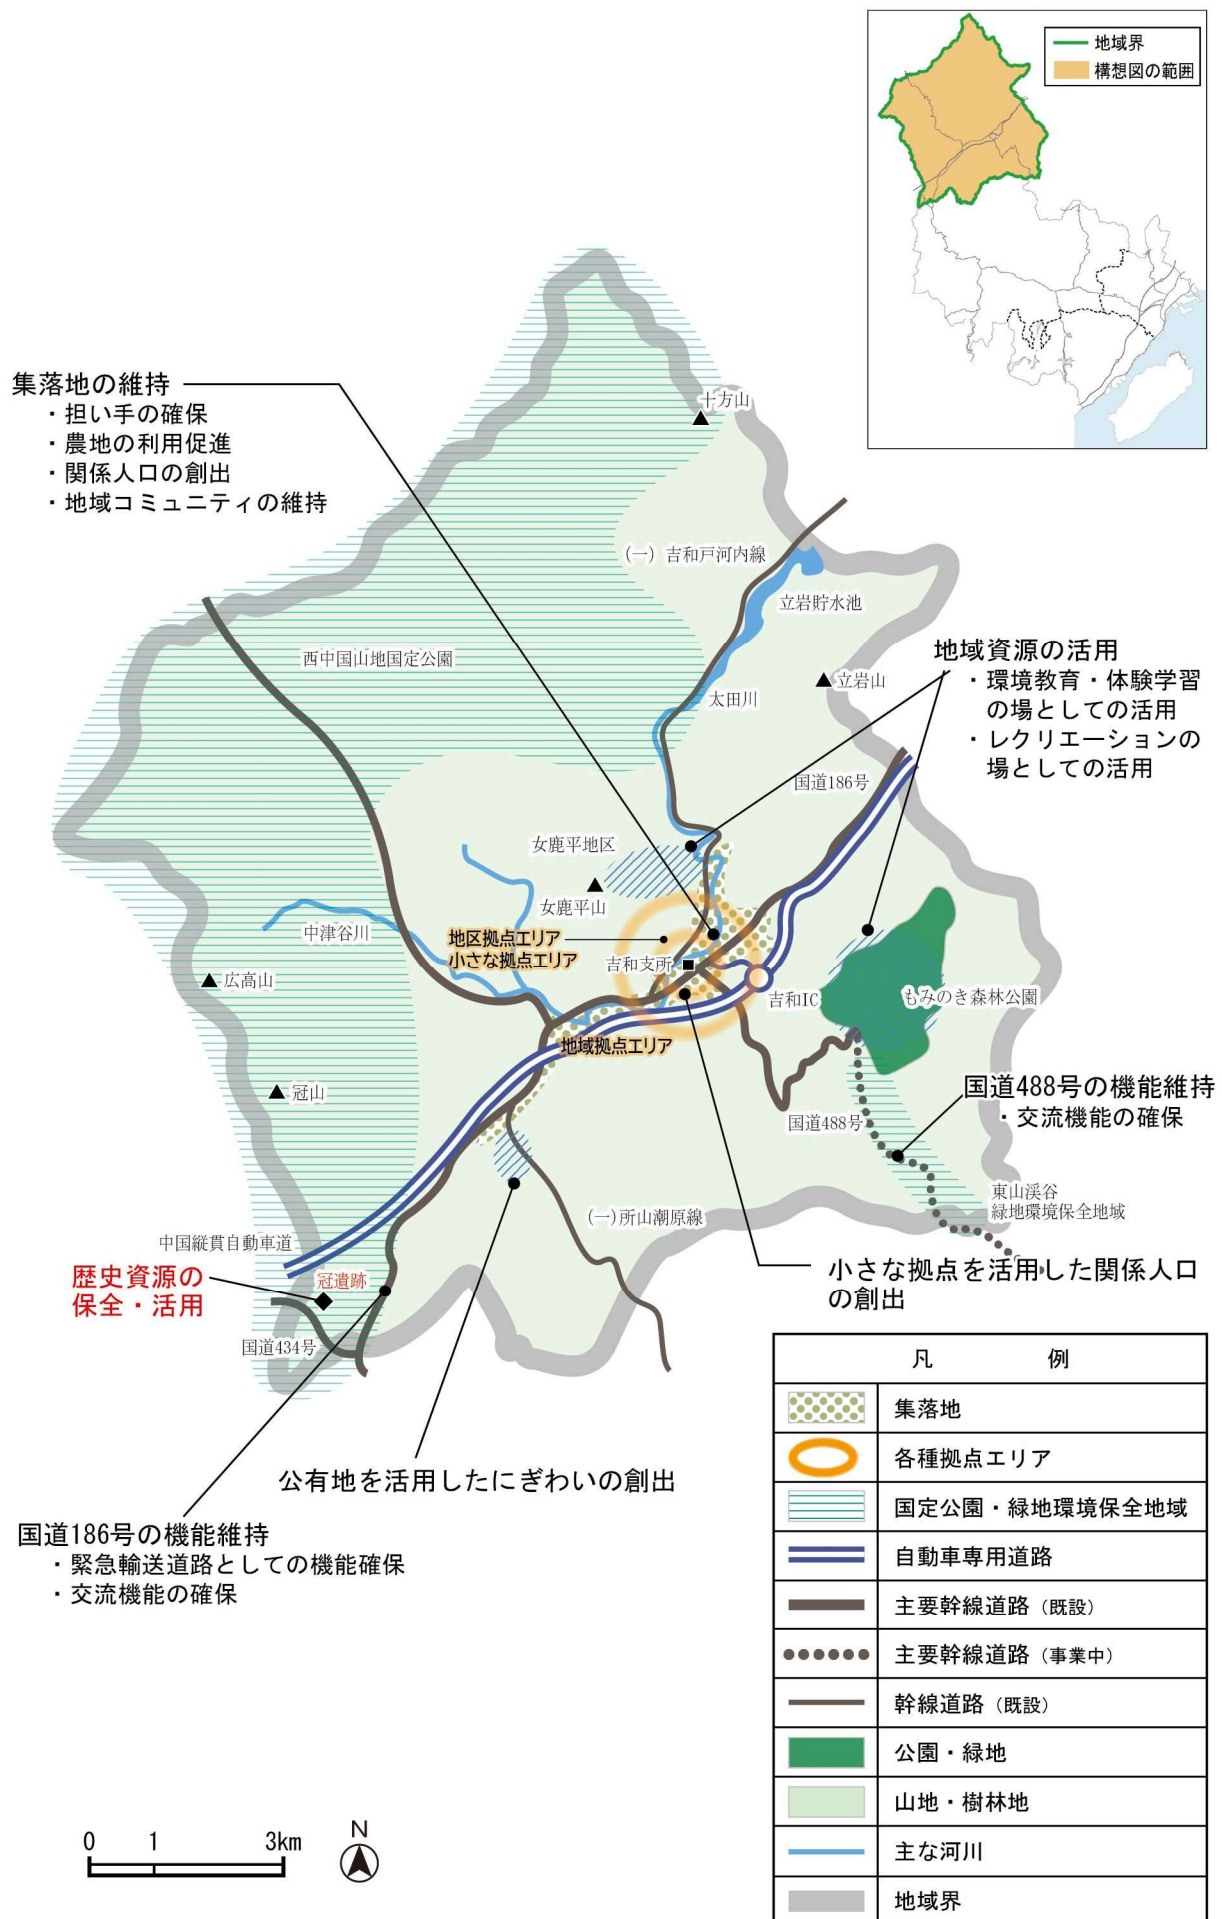 地域界
構想図の範囲
集落地の維持
・担い手の確保
・農地の利用促進
・関係人口の創出
・地域コミュニティの維持
十方山
(一) 吉和戸河内線
立岩貯水池
西中国山地国定公園
太田川
立岩山
地域資源の活用
・環境教育・体験学習
の場としての活用
・レクリエーションの
場としての活用
国道186号
女鹿平地区
女鹿平山
中津谷川
地区拠点エリア
小さな拠点エリア
吉和支所
広高山
吉和IC
もみのき森林公園
地域拠点エリア
冠山
国道488号の機能維持
・交流機能の確保
国道488号
東山渓谷
緑地環境保全地域
(一)所山潮原線
中国縦貫自動車道
歴史資源の
保全・活用
冠遺跡
小さな拠点を活用した関係人口
の創出
国道434号
公有地を活用したにぎわいの創出
国道186号の機能維持
・緊急輸送道路としての機能確保
・交流機能の確保
凡 例
集落地
各種拠点エリア
国定公園・緑地環境保全地域
自動車専用道路
主要幹線道路 (既設)
主要幹線道路 (事業中)
幹線道路 (既設)
公園・緑地
山地・樹林地
主な河川
地域界
0 1 3km
N